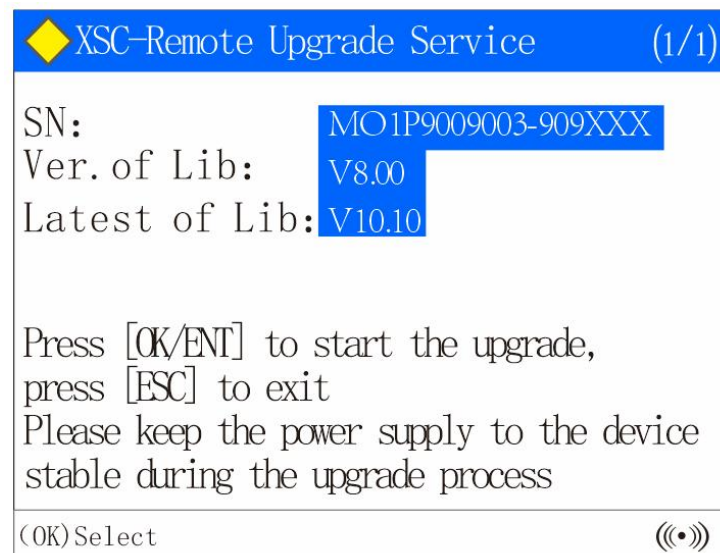 XSC-Remote Upgrade Service (1/1)
SN: MO1P9009003-909XXX
Ver.of Lib: V8.00
Latest of Lib: V10.10
Press [OK/ENT] to start the upgrade,
press [ESC] to exit
Please keep the power supply to the device
stable during the upgrade process
(OK)Select